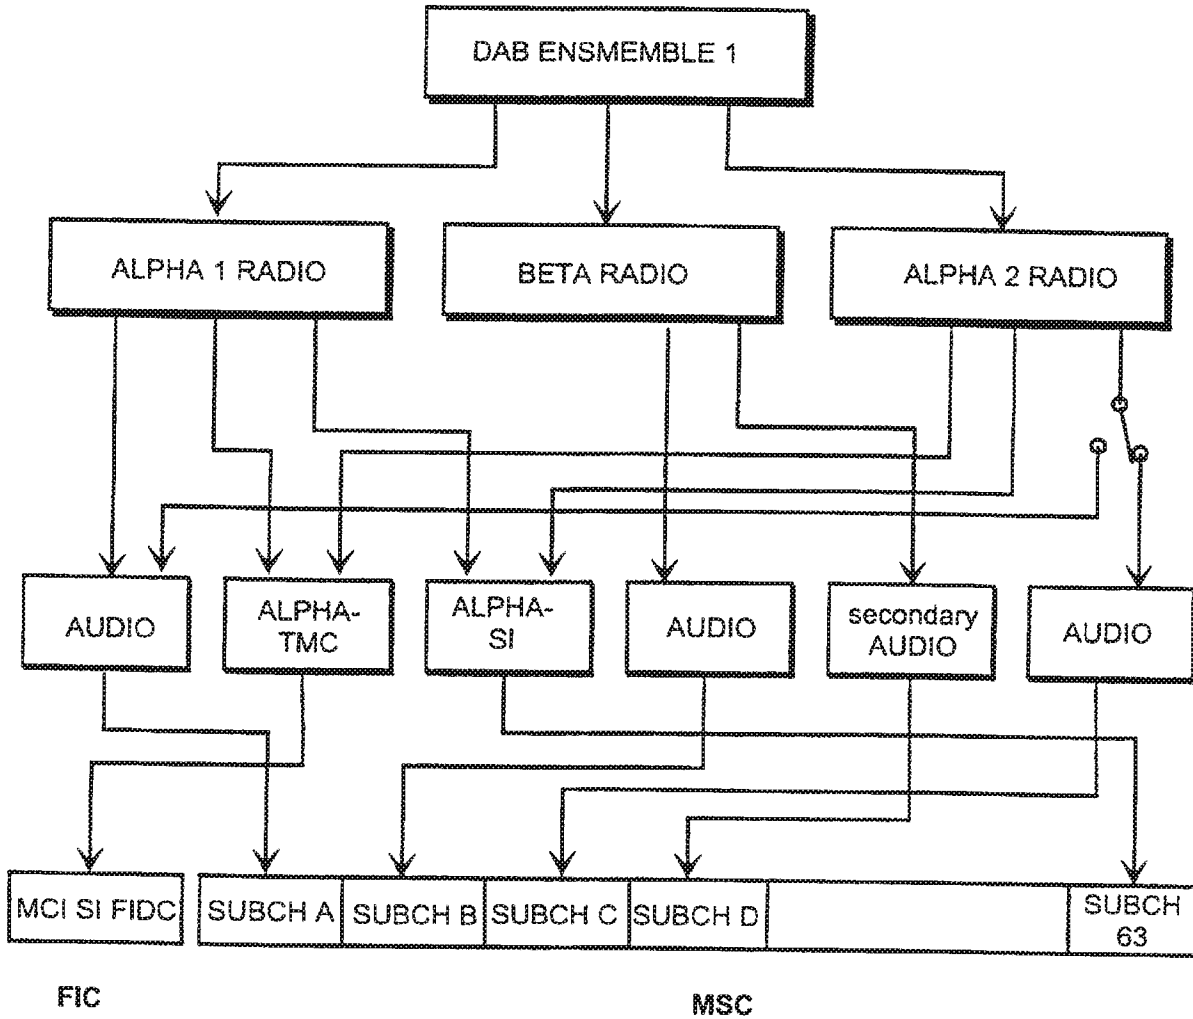 DAB ENSMEMBLE 1
ALPHA 1 RADIO
BETA RADIO
ALPHA 2 RADIO
AUDIO
ALPHA-
TMC
ALPHA-
SI
AUDIO
secondary
AUDIO
AUDIO
MCI SI FIDC
SUBCH A
SUBCH B
SUBCH C
SUBCH D
SUBCH
63
FIC
MSC